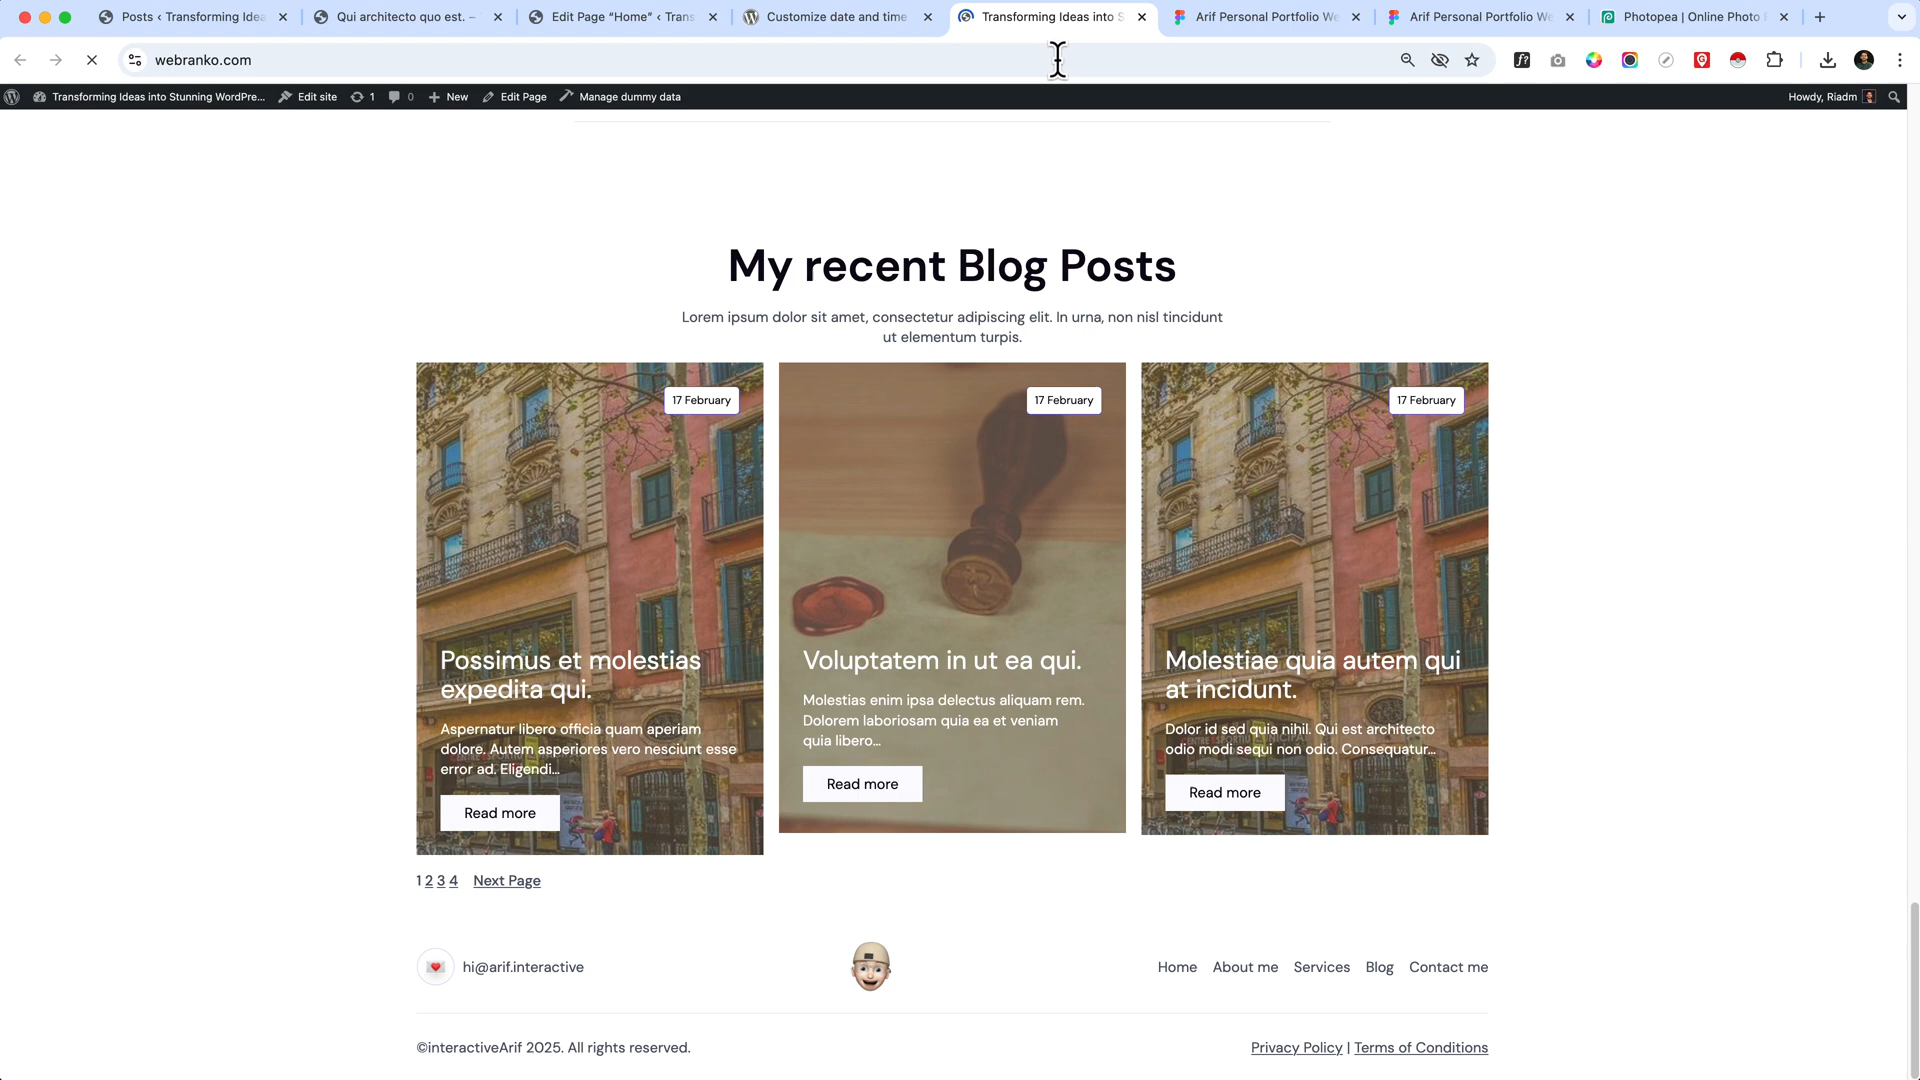 Posts ‹ Transforming Idea
Qui architecto quo est. –
Edit Page “Home” ‹ Trans
Customize date and time
Transforming Ideas into S
Arif Personal Portfolio We
Arif Personal Portfolio We
Photopea | Online Photo
webranko.com
Transforming Ideas into Stunning WordPre...
Edit site
1
0
New
Edit Page
Manage dummy data
Howdy, Riadm
My recent Blog Posts
Lorem ipsum dolor sit amet, consectetur adipiscing elit. In urna, non nisl tincidunt
ut elementum turpis.
17 February
Possimus et molestias
expedita qui.
Aspernatur libero officia quam aperiam
dolore. Autem asperiores vero nesciunt esse
error ad. Eligendi...
Read more
17 February
Voluptatem in ut ea qui.
Molestias enim ipsa delectus aliquam rem.
Dolorem laboriosam quia ea et veniam
quia libero...
Read more
17 February
Molestiae quia autem qui
at incidunt.
Dolor id sed quia nihil. Qui est architecto
odio modi sequi non odio. Consequatur...
Read more
1 2 3 4 Next Page
hi@arif.interactive
Home About me Services Blog Contact me
©interactiveArif 2025. All rights reserved.
Privacy Policy | Terms of Conditions